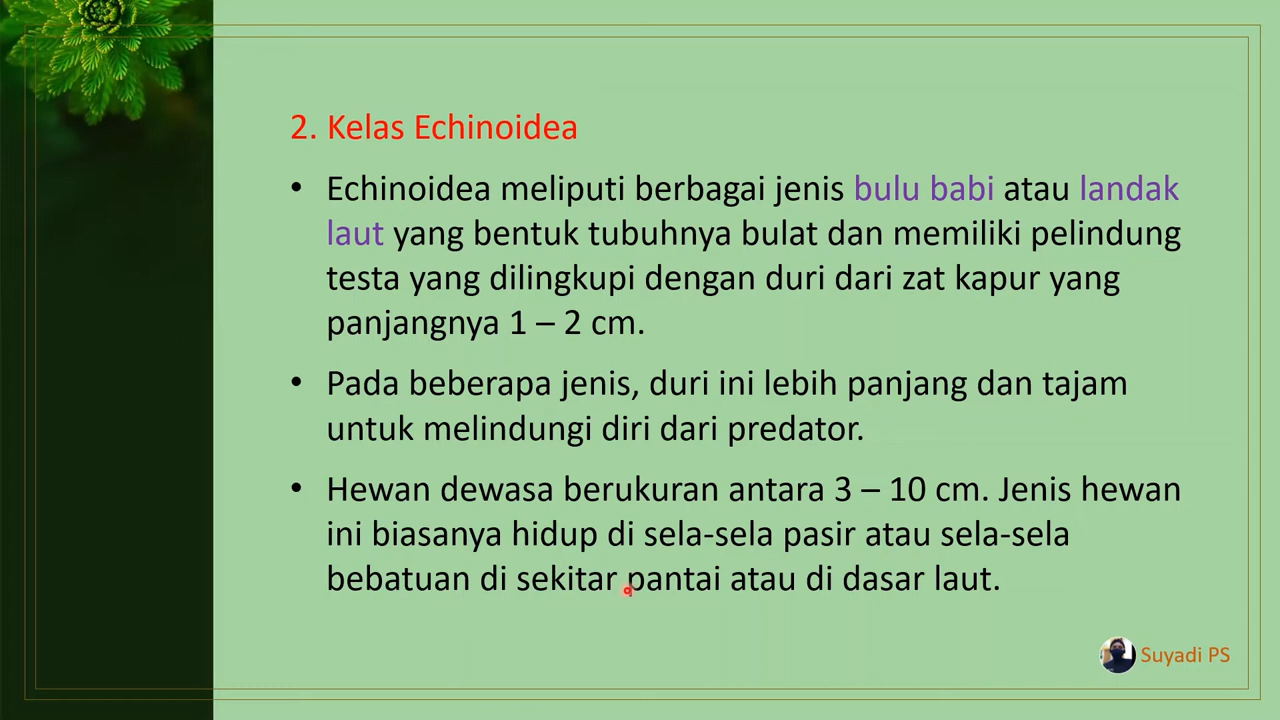 2. Kelas Echinoidea
• Echinoidea meliputi berbagai jenis bulu babi atau landak
laut yang bentuk tubuhnya bulat dan memiliki pelindung
testa yang dilingkupi dengan duri dari zat kapur yang
panjangnya 1 – 2 cm.
• Pada beberapa jenis, duri ini lebih panjang dan tajam
untuk melindungi diri dari predator.
• Hewan dewasa berukuran antara 3 – 10 cm. Jenis hewan
ini biasanya hidup di sela-sela pasir atau sela-sela
bebatuan di sekitar pantai atau di dasar laut.
Suyadi PS